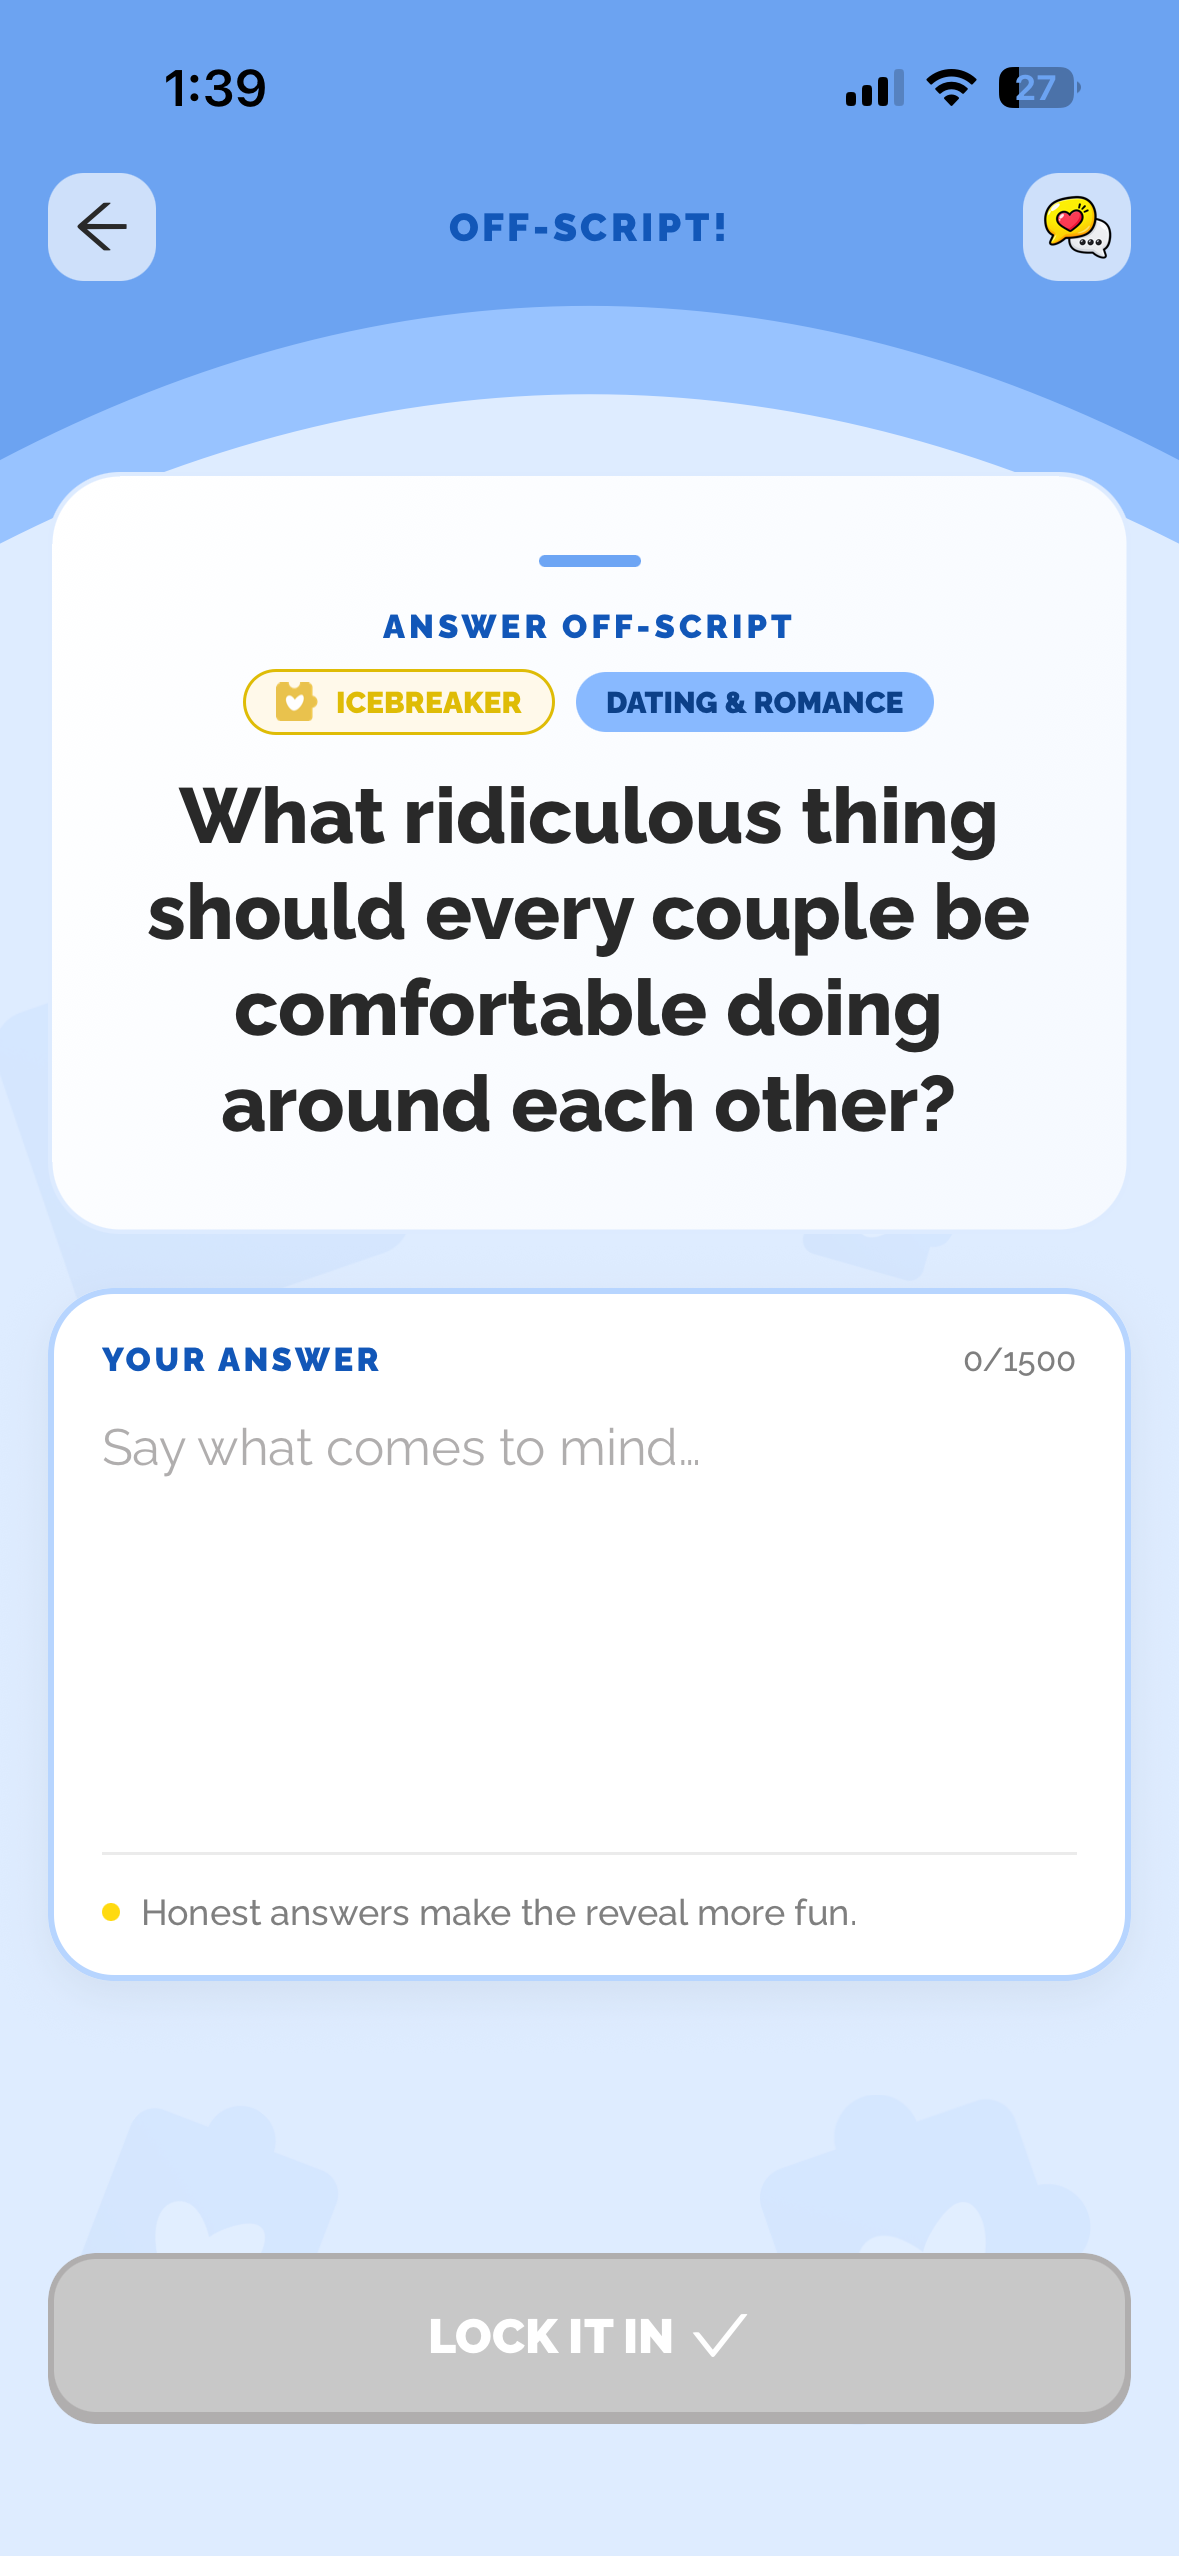 1:39
27
OFF-SCRIPT!
ANSWER OFF-SCRIPT
ICEBREAKER
DATING & ROMANCE
What ridiculous thing
should every couple be
comfortable doing
around each other?
YOUR ANSWER
0/1500
Say what comes to mind...
Honest answers make the reveal more fun.
LOCK IT IN